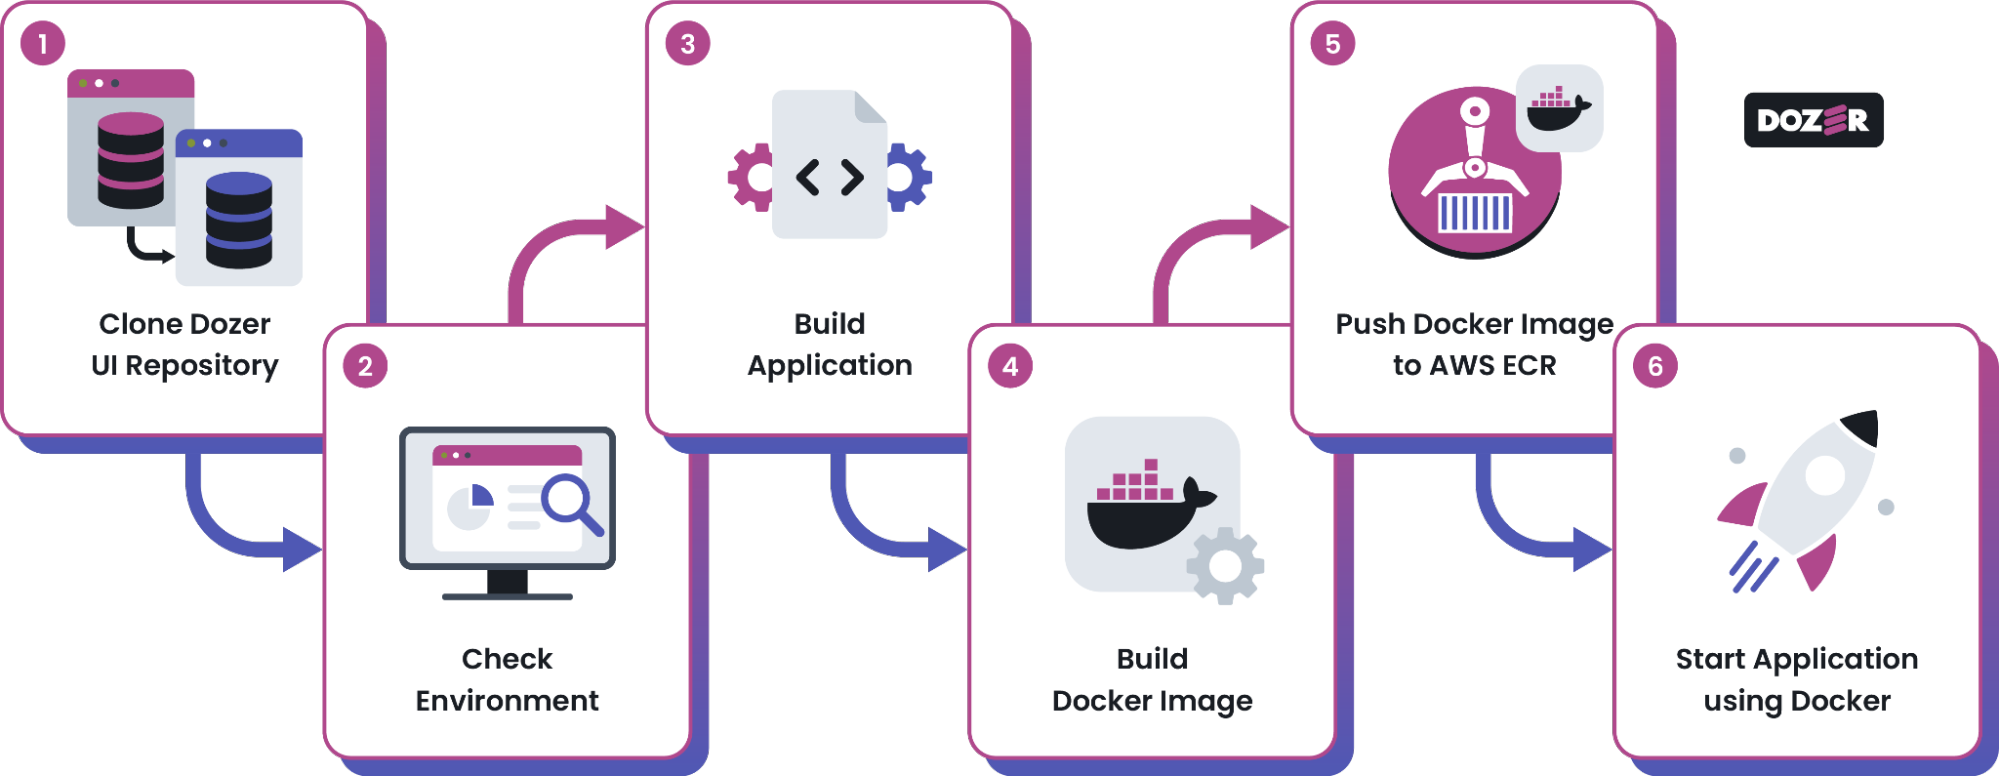 1
Clone Dozer
UI Repository
2
Check
Environment
3
Build
Application
4
Build
Docker Image
5
Push Docker Image
to AWS ECR
6
Start Application
using Docker
DOZER